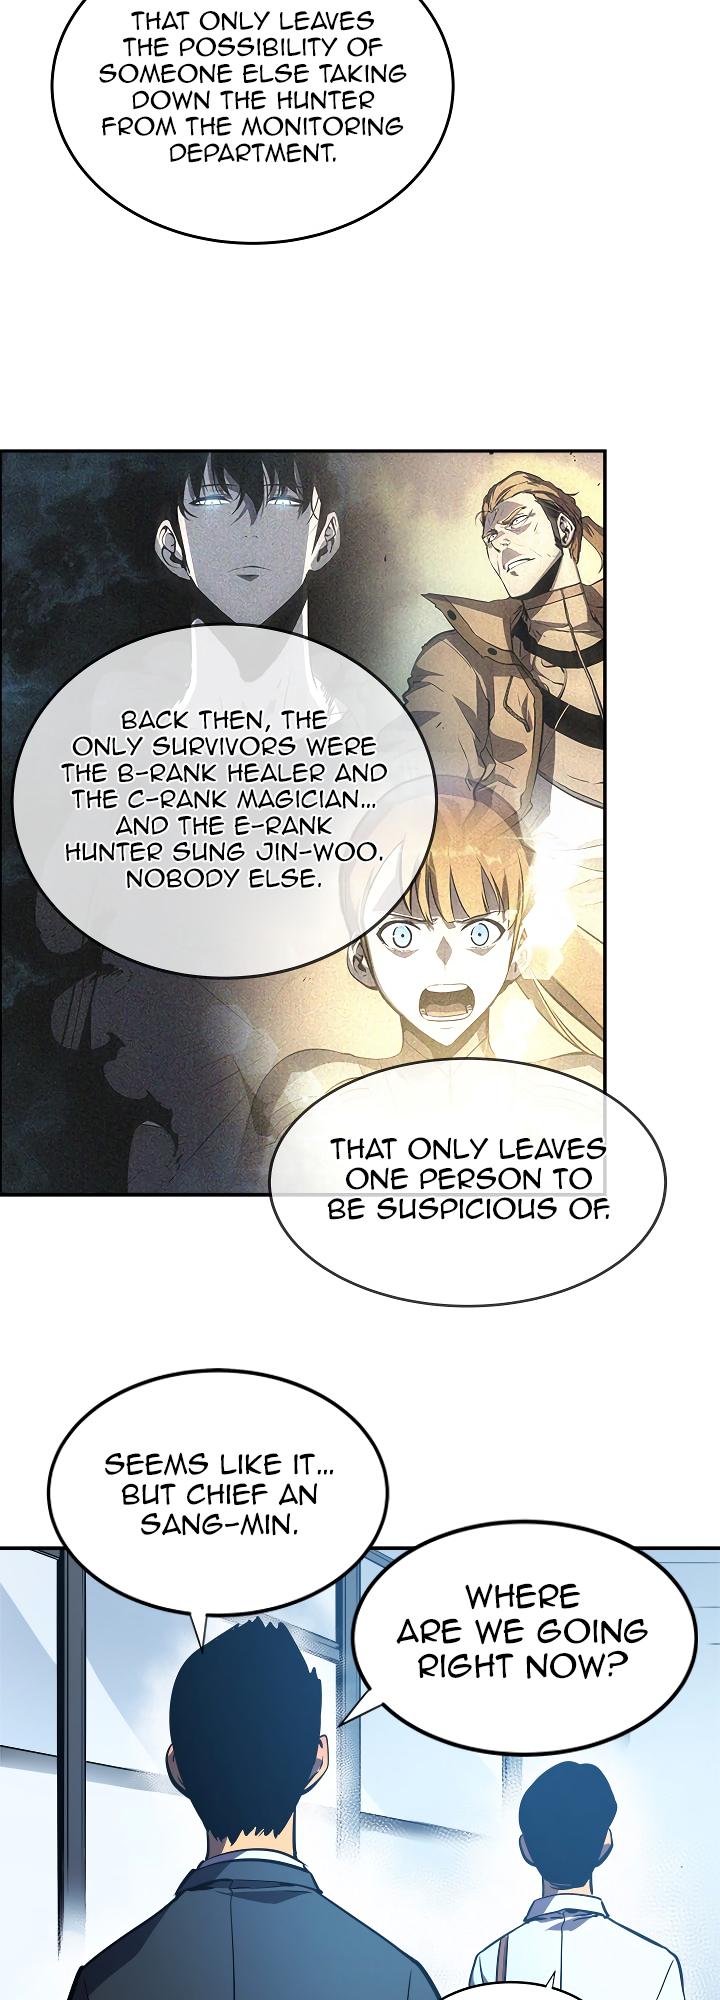 THAT ONLY LEAVES
THE POSSIBILITY OF
SOMEONE ELSE TAKING
DOWN THE HUNTER
FROM THE MONITORING
DEPARTMENT.
BACK THEN, THE
ONLY SURVIVORS WERE
THE B-RANK HEALER AND
THE C-RANK MAGICIAN...
AND THE E-RANK
HUNTER SUNG JIN-WOO.
NOBODY ELSE.
THAT ONLY LEAVES
ONE PERSON TO
BE SUSPICIOUS OF.
SEEMS LIKE IT...
BUT CHIEF AN
SANG-MIN.
WHERE
ARE WE GOING
RIGHT NOW?